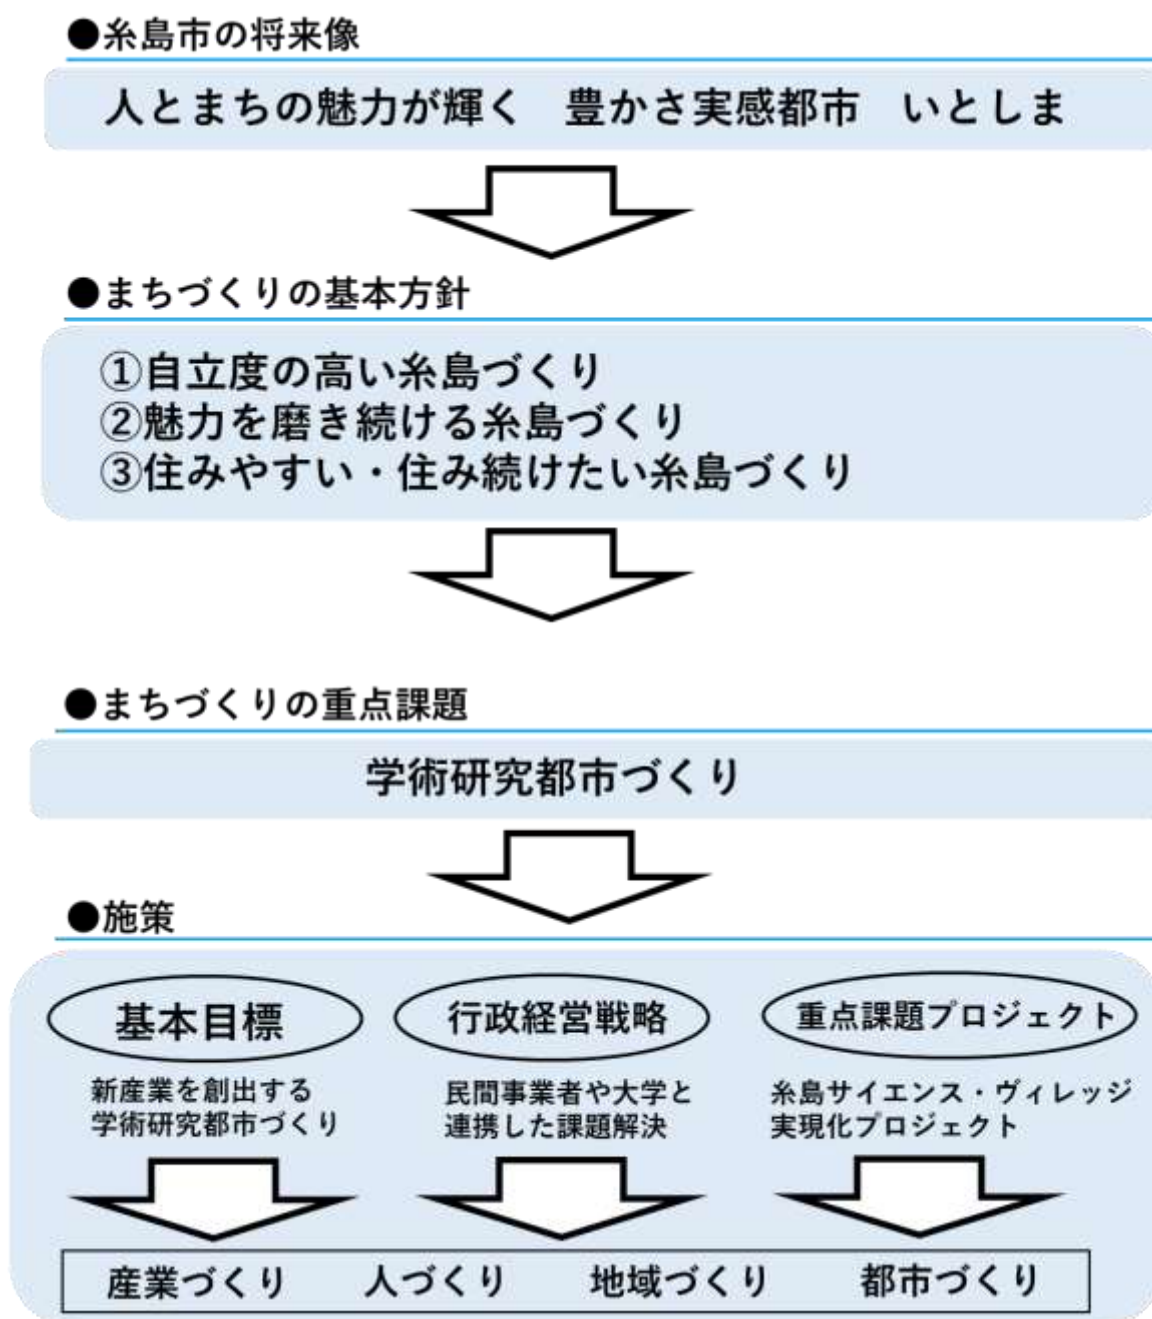 ●糸島市の将来像
人とまちの魅力が輝く　豊かさ実感都市　いとしま
●まちづくりの基本方針
①自立度の高い糸島づくり
②魅力を磨き続ける糸島づくり
③住みやすい・住み続けたい糸島づくり
●まちづくりの重点課題
学術研究都市づくり
●施策
基本目標
新産業を創出する
学術研究都市づくり
行政経営戦略
民間事業者や大学と
連携した課題解決
重点課題プロジェクト
糸島サイエンス・ヴィレッジ
実現化プロジェクト
産業づくり　人づくり　地域づくり　都市づくり